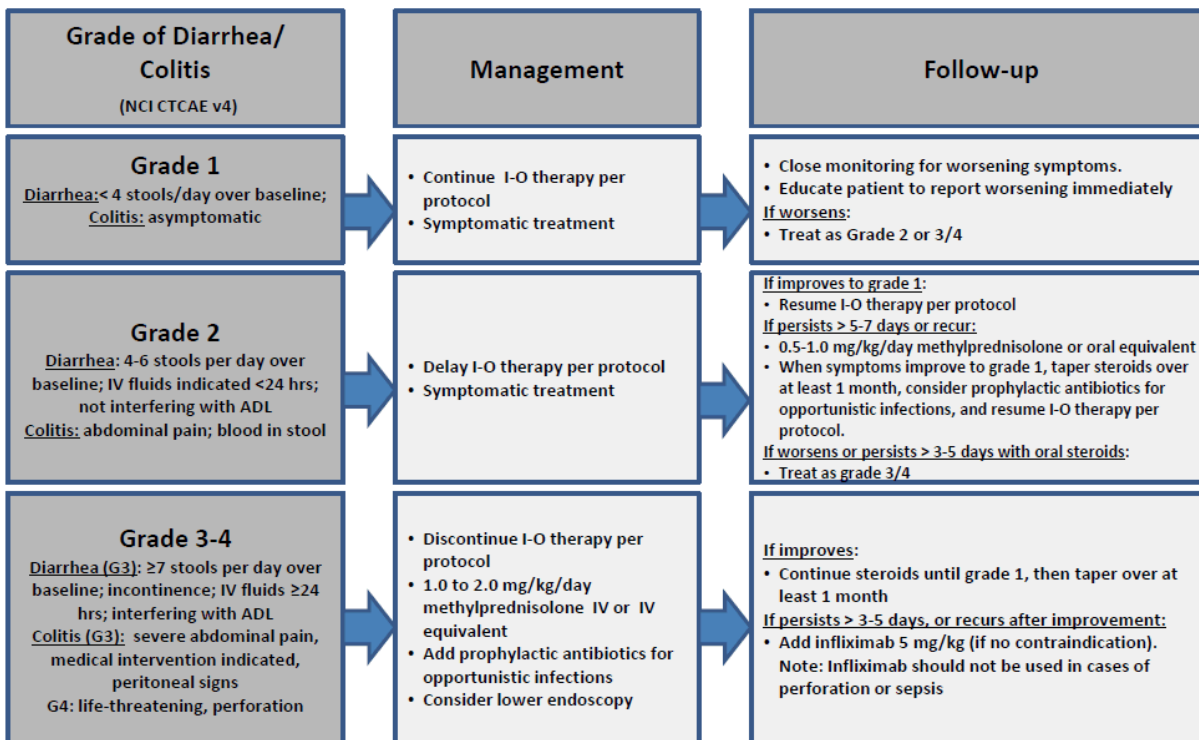 Grade of Diarrhea/
Colitis
(NCI CTCAE v4)
Management
Follow-up
Grade 1
Diarrhea:< 4 stools/day over baseline;
Colitis: asymptomatic
• Continue I-O therapy per
protocol
• Symptomatic treatment
• Close monitoring for worsening symptoms.
• Educate patient to report worsening immediately
If worsens:
• Treat as Grade 2 or 3/4
Grade 2
Diarrhea: 4-6 stools per day over
baseline; IV fluids indicated <24 hrs;
not interfering with ADL
Colitis: abdominal pain; blood in stool
• Delay I-O therapy per protocol
• Symptomatic treatment
If improves to grade 1:
• Resume I-O therapy per protocol
If persists > 5-7 days or recur:
• 0.5-1.0 mg/kg/day methylprednisolone or oral equivalent
• When symptoms improve to grade 1, taper steroids over
at least 1 month, consider prophylactic antibiotics for
opportunistic infections, and resume I-O therapy per
protocol.
If worsens or persists > 3-5 days with oral steroids:
• Treat as grade 3/4
Grade 3-4
Diarrhea (G3): ≥7 stools per day over
baseline; incontinence; IV fluids ≥24
hrs; interfering with ADL
Colitis (G3): severe abdominal pain,
medical intervention indicated,
peritoneal signs
G4: life-threatening, perforation
• Discontinue I-O therapy per
protocol
• 1.0 to 2.0 mg/kg/day
methylprednisolone IV or IV
equivalent
• Add prophylactic antibiotics for
opportunistic infections
• Consider lower endoscopy
If improves:
• Continue steroids until grade 1, then taper over at
least 1 month
If persists > 3-5 days, or recurs after improvement:
• Add infliximab 5 mg/kg (if no contraindication).
Note: Infliximab should not be used in cases of
perforation or sepsis